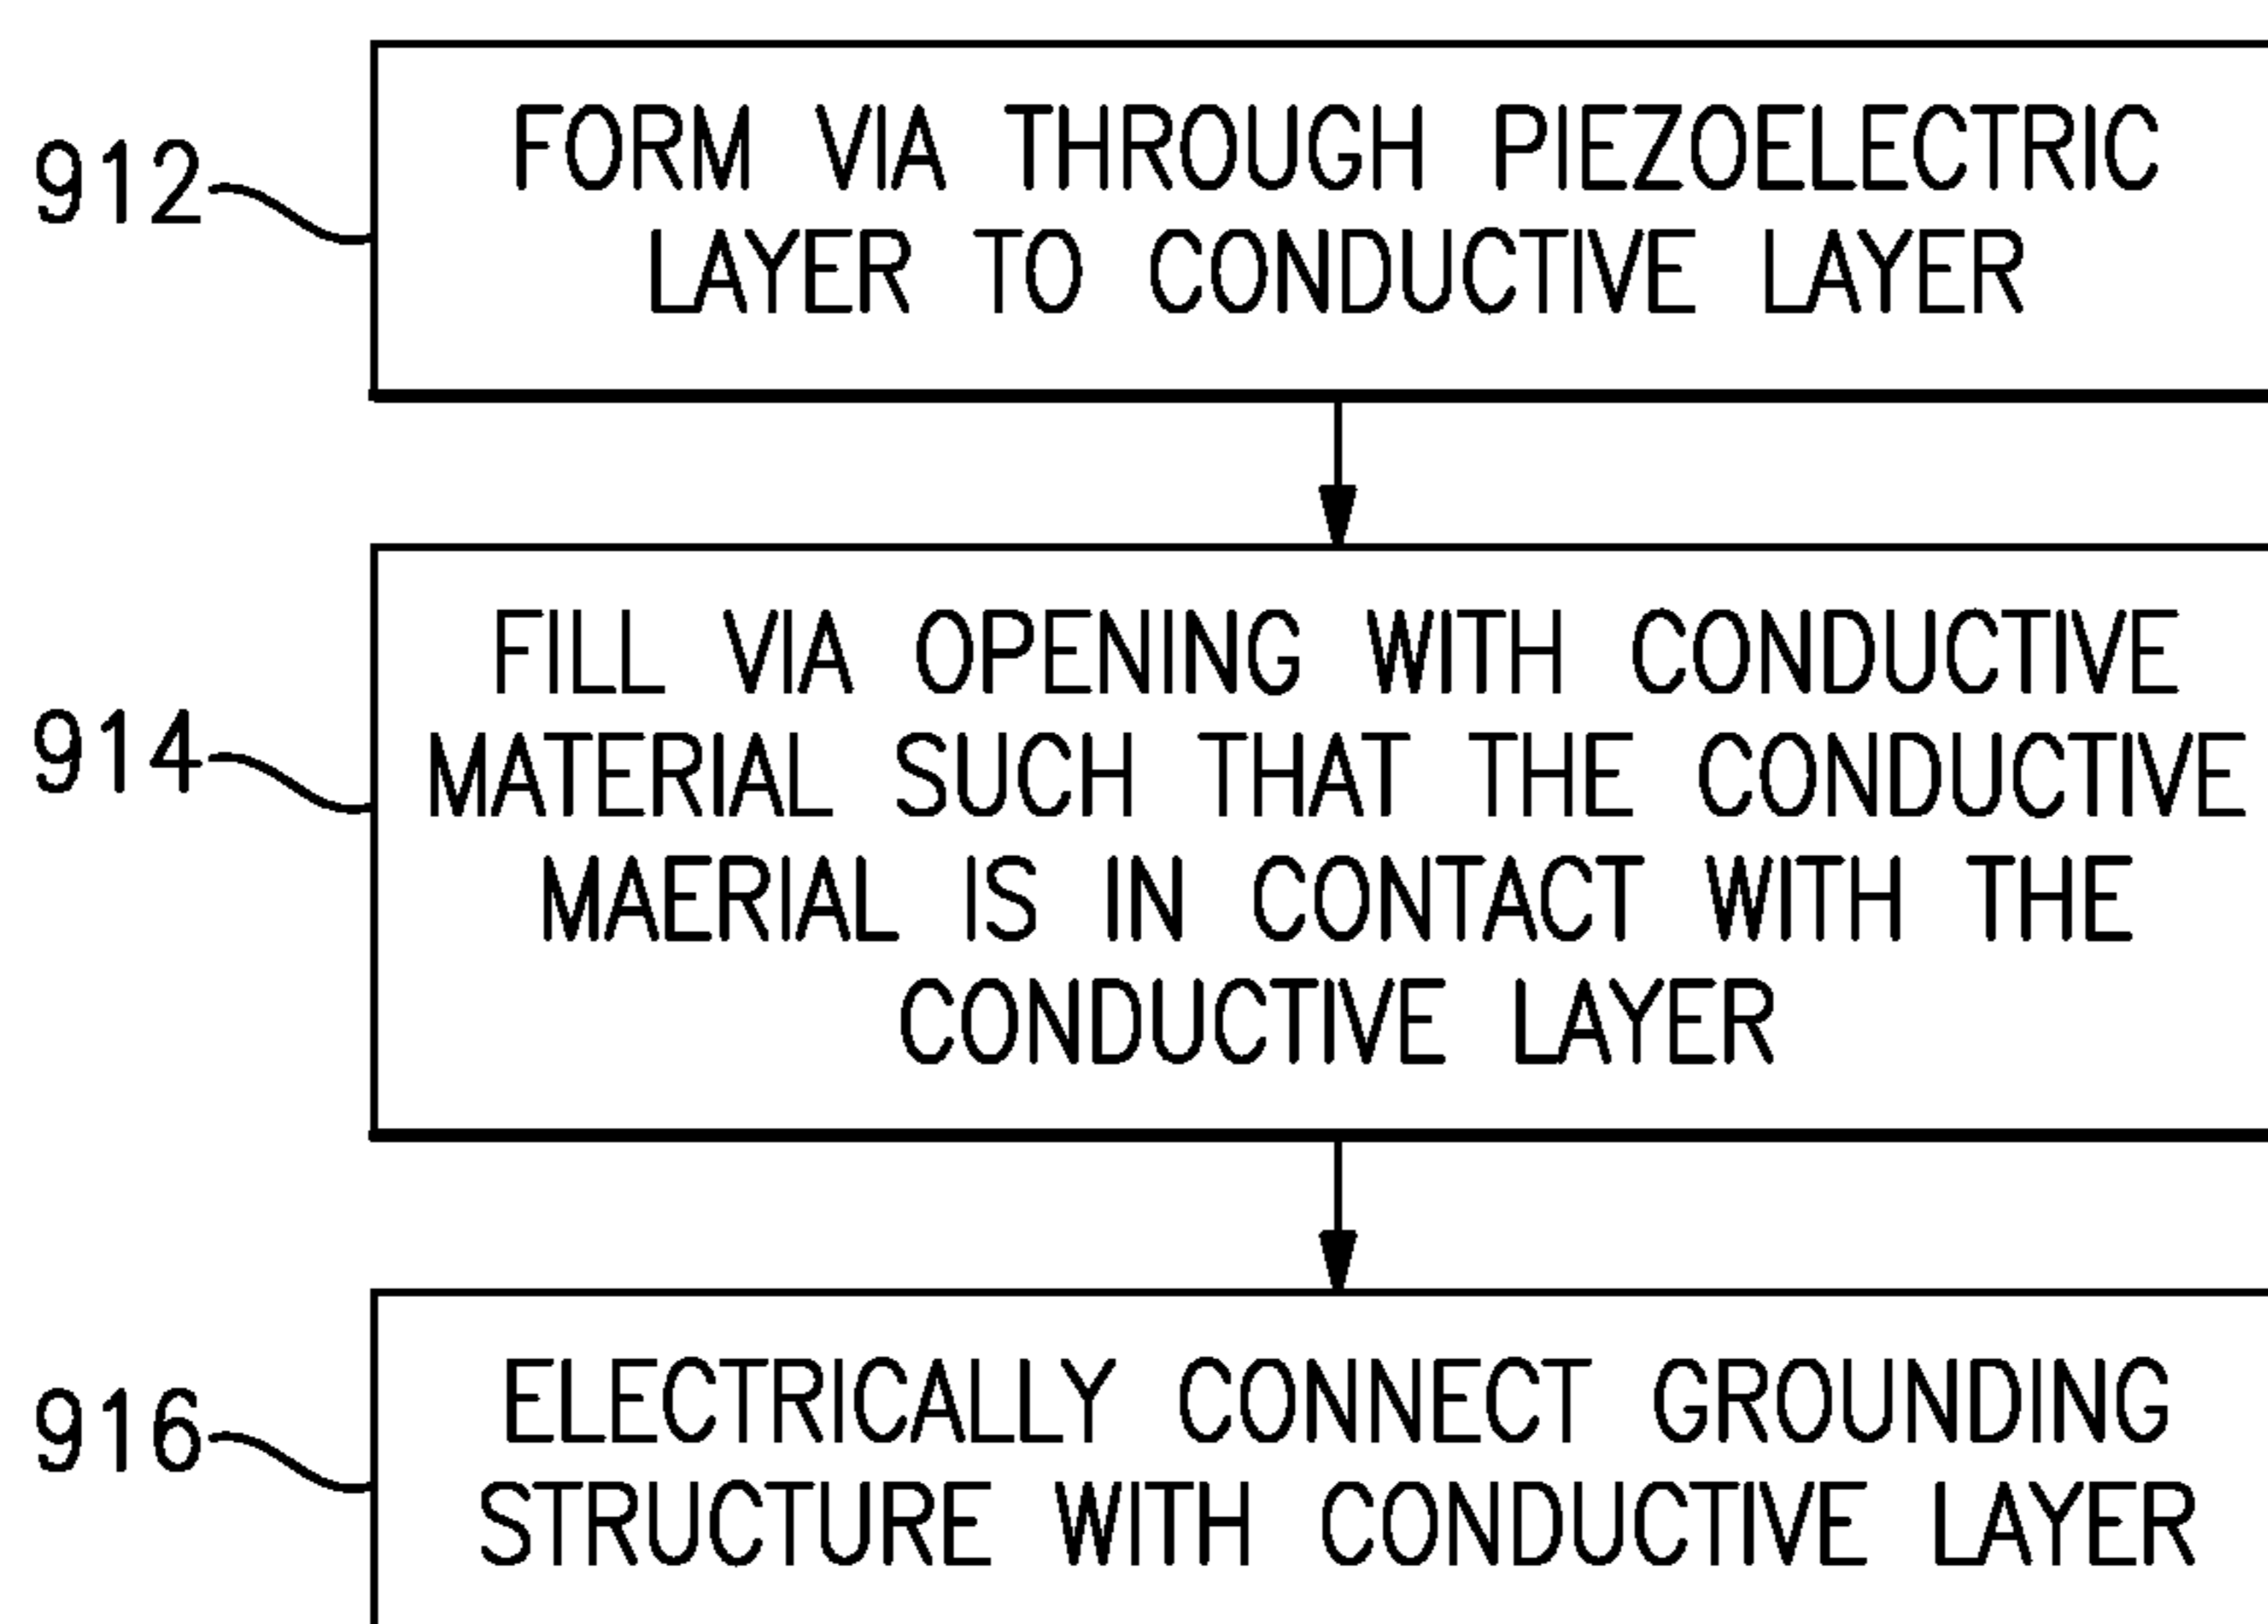 912
FORM VIA THROUGH PIEZOELECTRIC
LAYER TO CONDUCTIVE LAYER
914
FILL VIA OPENING WITH CONDUCTIVE
MATERIAL SUCH THAT THE CONDUCTIVE
MAERIAL IS IN CONTACT WITH THE
CONDUCTIVE LAYER
916
ELECTRICALLY CONNECT GROUNDING
STRUCTURE WITH CONDUCTIVE LAYER